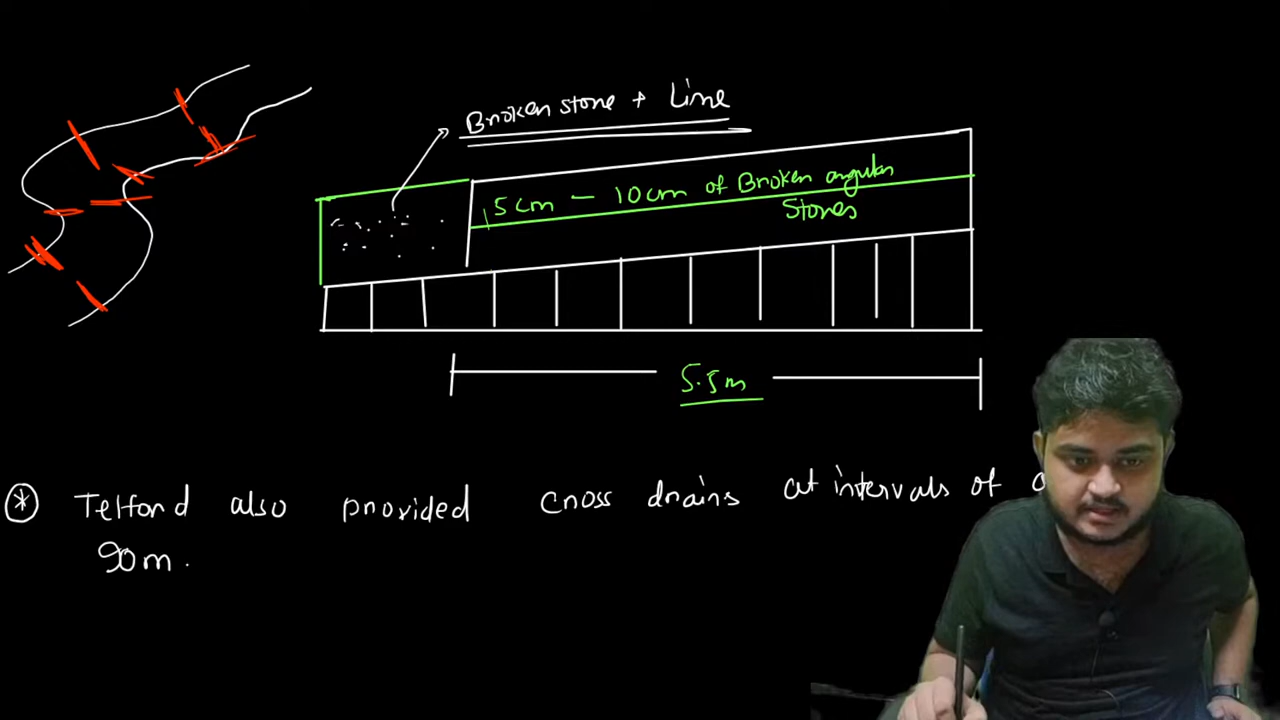 Broken stone + Lime
5cm - 10cm of Broken angular
Stones
5.5m
* Telford also provided cross drains at intervals of
90m.